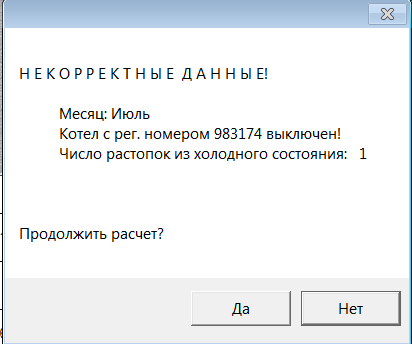 Н Е К О Р Р Е К Т Н Ы Е Д А Н Н Ы Е!
Месяц: Июль
Котел с рег. номером 983174 выключен!
Число растопок из холодного состояния: 1
Продолжить расчет?
Да
Нет